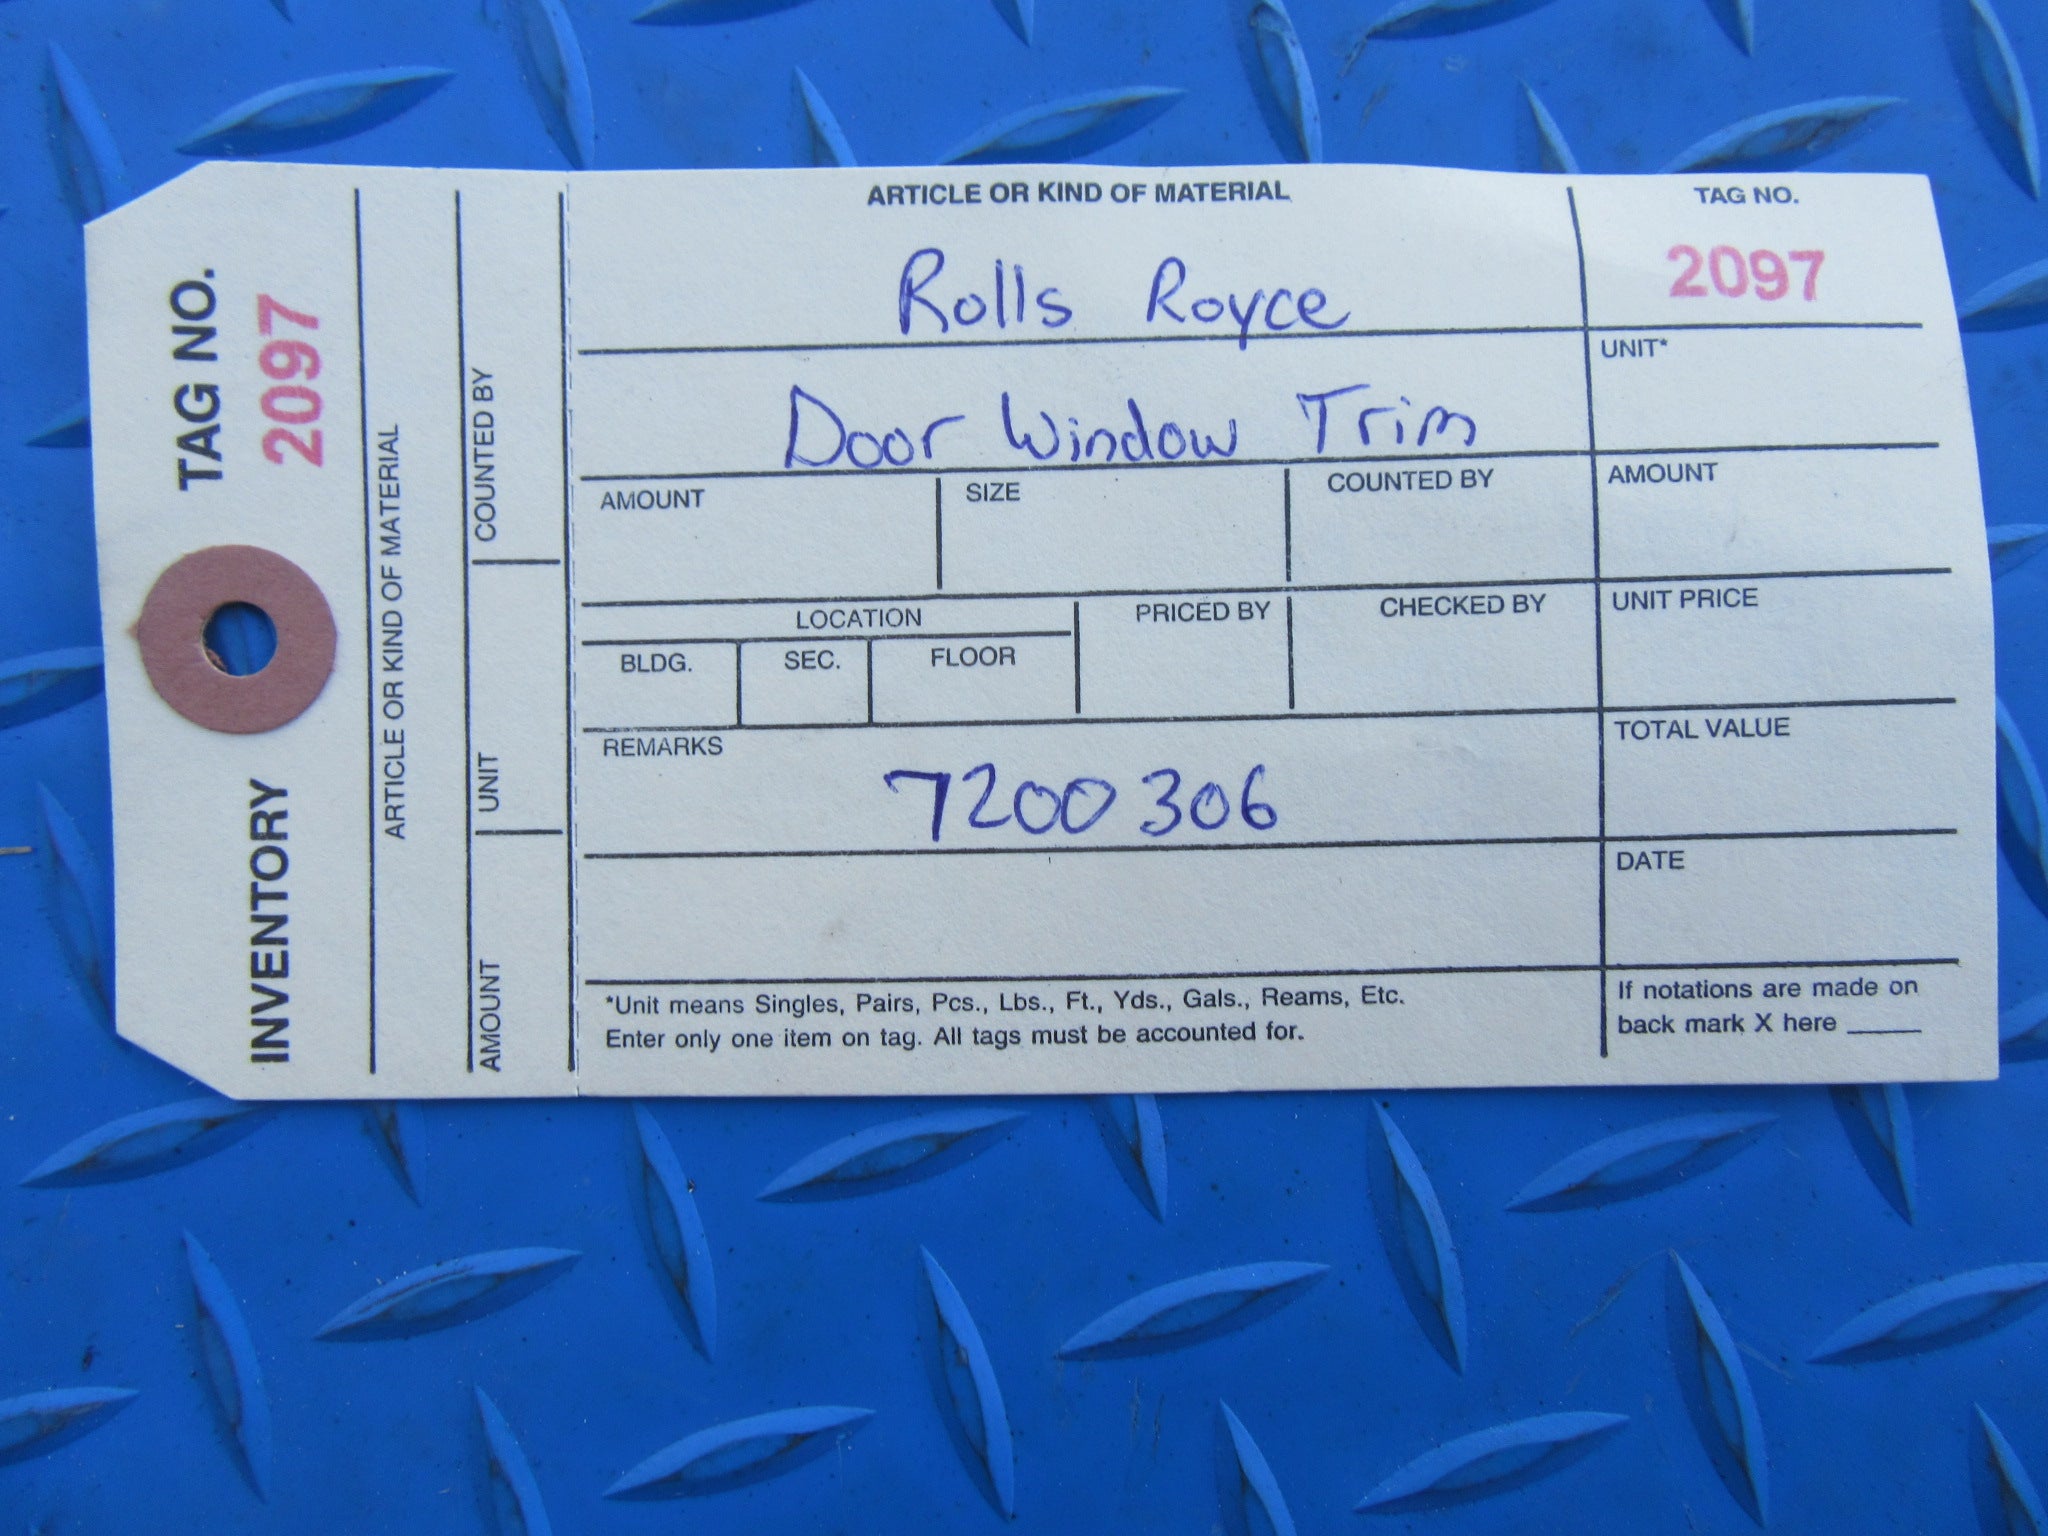 INVENTORY TAG NO.
2097
ARTICLE OR KIND OF MATERIAL
AMOUNT UNIT COUNTED BY
ARTICLE OR KIND OF MATERIAL
Rolls Royce
Door Window Trim
AMOUNT SIZE COUNTED BY
LOCATION PRICED BY CHECKED BY
BLDG. SEC. FLOOR
REMARKS
7200306
*Unit means Singles, Pairs, Pcs., Lbs., Ft., Yds., Gals., Reams, Etc.
Enter only one item on tag. All tags must be accounted for.
TAG NO.
2097
UNIT*
AMOUNT
UNIT PRICE
TOTAL VALUE
DATE
If notations are made on
back mark X here _____